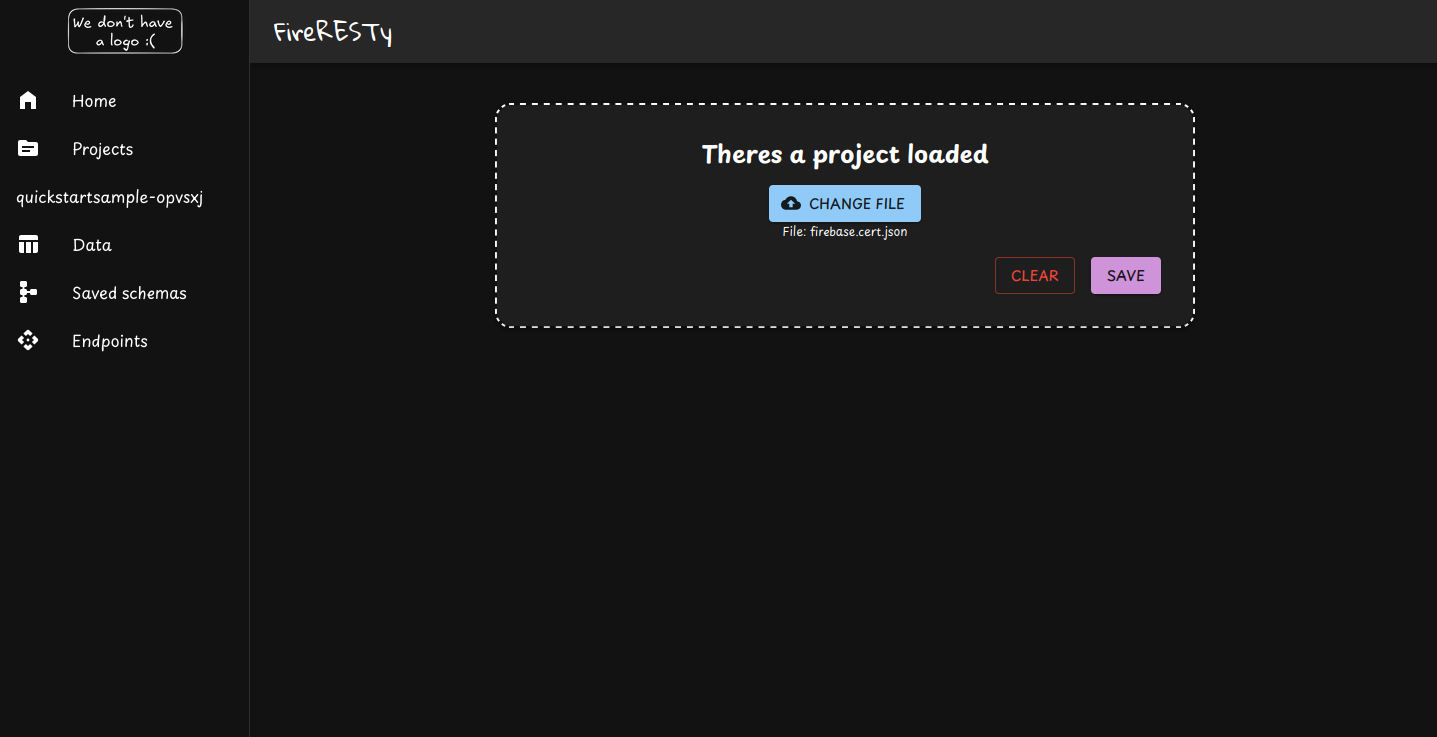 We don't have
a logo :(
FireRESTy
Home
Projects
quickstartsample-opvsxj
Data
Saved schemas
Endpoints
Theres a project loaded
CHANGE FILE
File: firebase.cert.json
CLEAR
SAVE